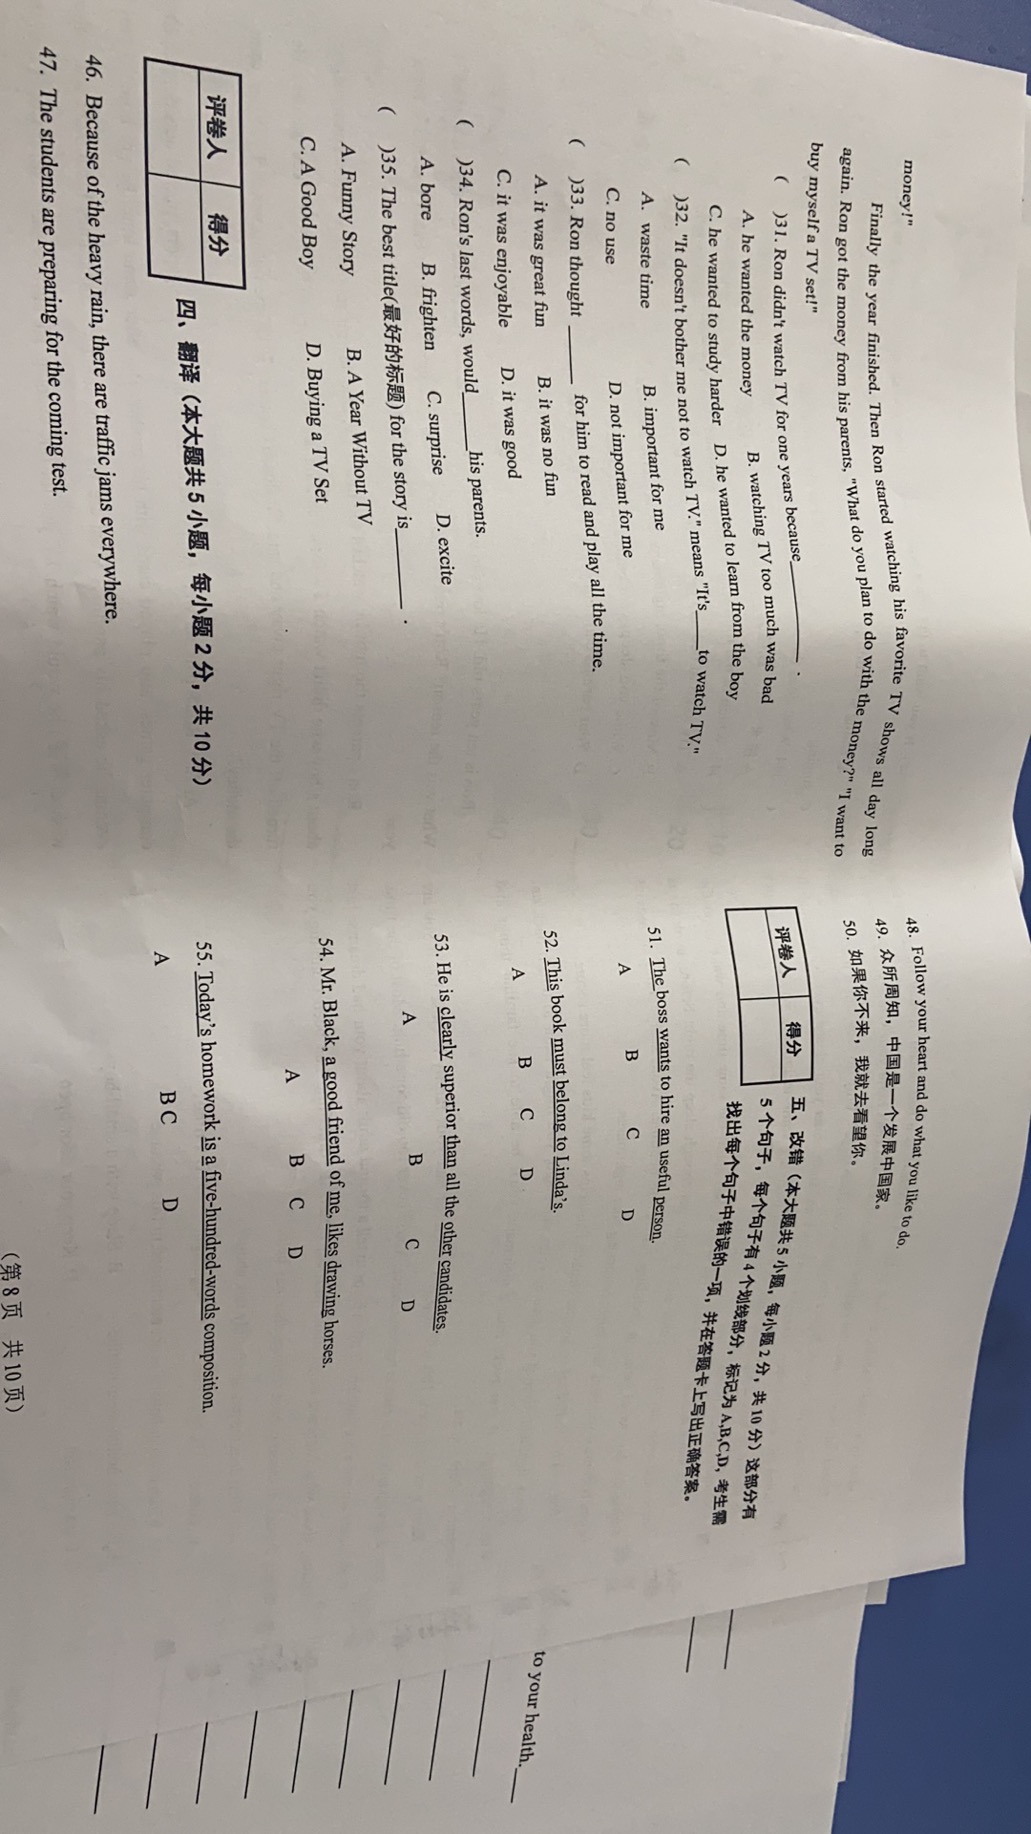 money!"
Finally the year finished. Then Ron started watching his favorite TV shows all day long
again. Ron got the money from his parents, "What do you plan to do with the money?" "I want to
buy myself a TV set!"
( )31. Ron didn't watch TV for one years because________ .
A. he wanted the money B. watching TV too much was bad
C. he wanted to study harder D. he wanted to learn from the boy
( )32. "It doesn't bother me not to watch TV." means "It's____to watch TV."
A. waste time B. important for me
C. no use D. not important for me
( )33. Ron thought ______ for him to read and play all the time.
A. it was great fun B. it was no fun
C. it was enjoyable D. it was good
( )34. Ron's last words, would______his parents.
A. bore B. frighten C. surprise D. excite
( )35. The best title(最好的标题) for the story is________ .
A. Funny Story B. A Year Without TV
C. A Good Boy D. Buying a TV Set
评卷人 得分
四、翻译（本大题共 5 小题，每小题 2 分，共 10 分）
46. Because of the heavy rain, there are traffic jams everywhere.
47. The students are preparing for the coming test.
48. Follow your heart and do what you like to do.
49. 众所周知，中国是一个发展中国家。
50. 如果你不来，我就去看望你。
评卷人 得分
五、改错（本大题共 5 小题，每小题 2 分，共 10 分）这部分有
5 个句子，每个句子有 4 个划线部分，标记为 A,B,C,D，考生需
找出每个句子中错误的一项，并在答题卡上写出正确答案。
51. The boss wants to hire an useful person.
A B C D
52. This book must belong to Linda's.
A B C D
53. He is clearly superior than all the other candidates.
A B C D
54. Mr. Black, a good friend of me, likes drawing horses.
A B C D
55. Today's homework is a five-hundred-words composition.
A B C D
（第 8 页 共 10 页）
to your health.